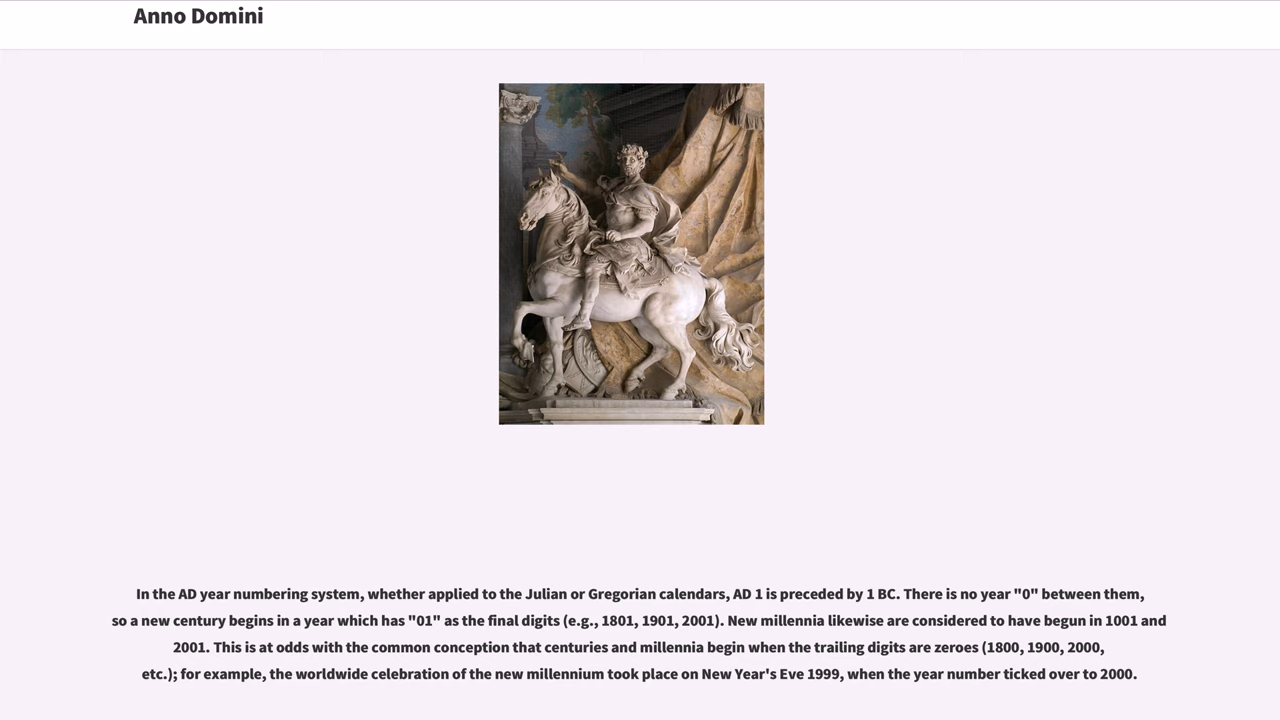 Anno Domini
In the AD year numbering system, whether applied to the Julian or Gregorian calendars, AD 1 is preceded by 1 BC. There is no year "0" between them,
so a new century begins in a year which has "01" as the final digits (e.g., 1801, 1901, 2001). New millennia likewise are considered to have begun in 1001 and
2001. This is at odds with the common conception that centuries and millennia begin when the trailing digits are zeroes (1800, 1900, 2000,
etc.); for example, the worldwide celebration of the new millennium took place on New Year's Eve 1999, when the year number ticked over to 2000.